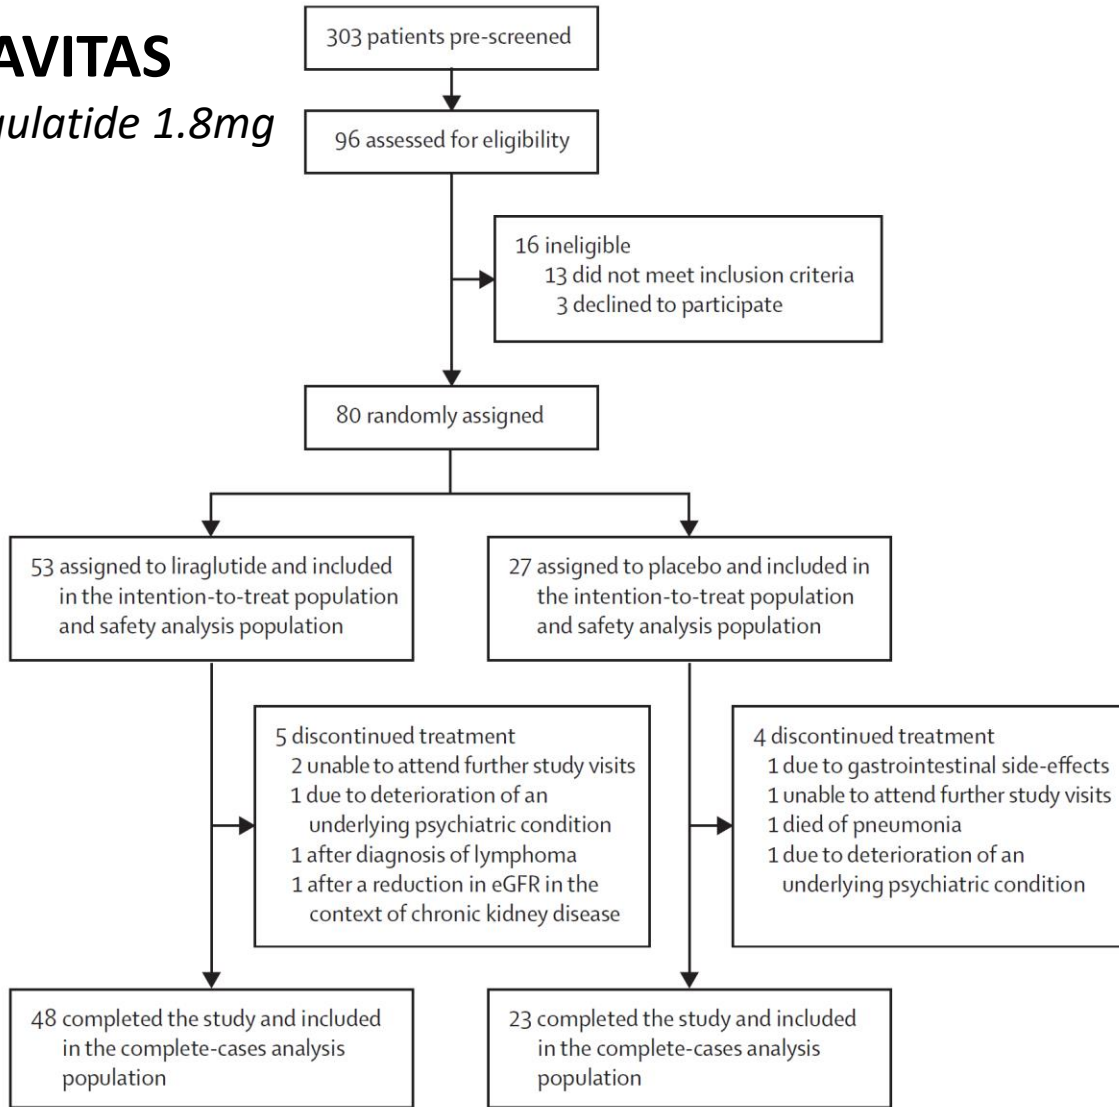 AVITAS
gulatide 1.8mg
303 patients pre-screened
96 assessed for eligibility
16 ineligible
13 did not meet inclusion criteria
3 declined to participate
80 randomly assigned
53 assigned to liraglutide and included
in the intention-to-treat population
and safety analysis population
27 assigned to placebo and included in
the intention-to-treat population
and safety analysis population
5 discontinued treatment
2 unable to attend further study visits
1 due to deterioration of an
underlying psychiatric condition
1 after diagnosis of lymphoma
1 after a reduction in eGFR in the
context of chronic kidney disease
4 discontinued treatment
1 due to gastrointestinal side-effects
1 unable to attend further study visits
1 died of pneumonia
1 due to deterioration of an
underlying psychiatric condition
48 completed the study and included
in the complete-cases analysis
population
23 completed the study and included
in the complete-cases analysis
population